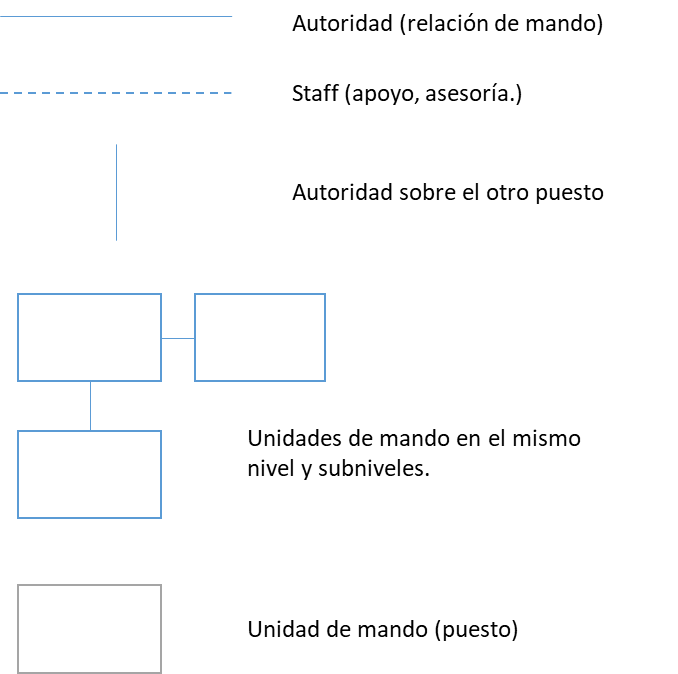 Autoridad (relación de mando)
Staff (apoyo, asesoría.)
Autoridad sobre el otro puesto
Unidades de mando en el mismo
nivel y subniveles.
Unidad de mando (puesto)